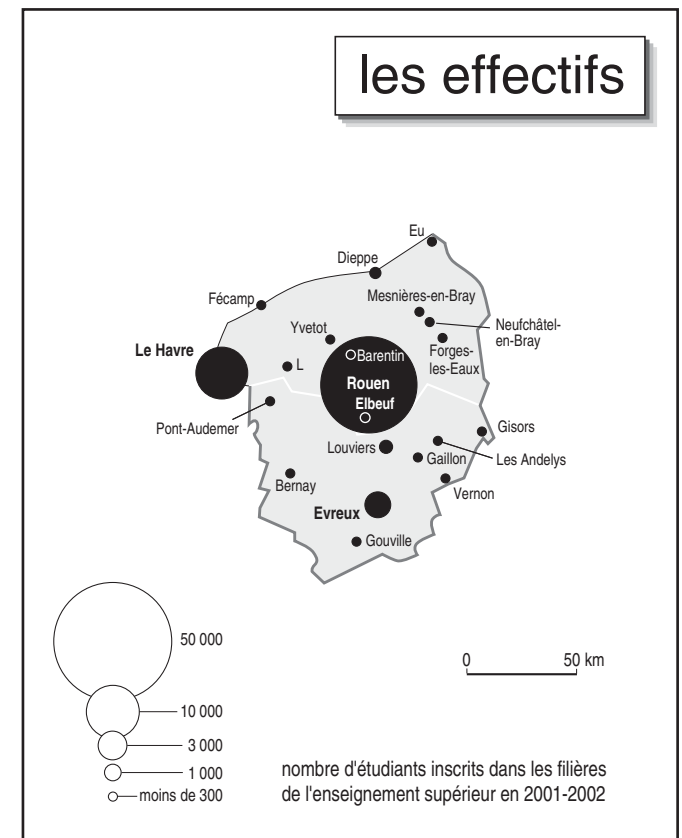 les effectifs
Eu
Dieppe
Mesnières-en-Bray
Fécamp
Neufchâtel-
en-Bray
Yvetot
Le Havre
Barentin
Forges-
les-Eaux
L
Rouen
Elbeuf
Pont-Audemer
Gisors
Louviers
Gaillon
Les Andelys
Bernay
Vernon
Evreux
Gouville
50 000
0
50 km
10 000
3 000
1 000
moins de 300
nombre d'étudiants inscrits dans les filières
de l'enseignement supérieur en 2001-2002